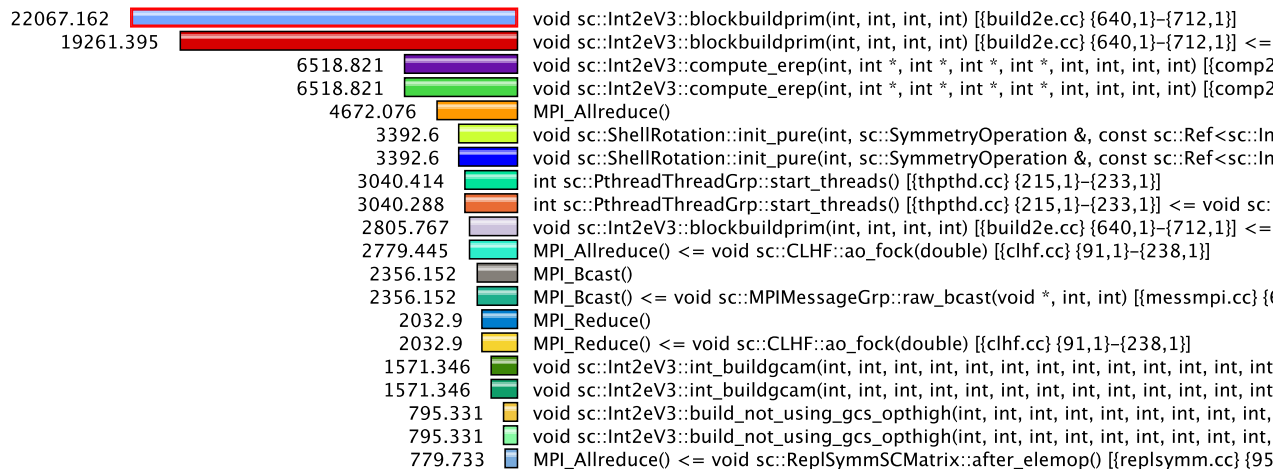 22067.162 void sc::Int2eV3::blockbuildprim(int, int, int, int) [{build2e.cc} {640,1}–{712,1}]
19261.395 void sc::Int2eV3::blockbuildprim(int, int, int, int) [{build2e.cc} {640,1}–{712,1}] <=
6518.821 void sc::Int2eV3::compute_erep(int, int *, int *, int *, int *, int, int, int, int) [{comp2
6518.821 void sc::Int2eV3::compute_erep(int, int *, int *, int *, int *, int, int, int, int) [{comp2
4672.076 MPI_Allreduce()
3392.6 void sc::ShellRotation::init_pure(int, sc::SymmetryOperation &, const sc::Ref<sc::In
3392.6 void sc::ShellRotation::init_pure(int, sc::SymmetryOperation &, const sc::Ref<sc::In
3040.414 int sc::PthreadThreadGrp::start_threads() [{thpthd.cc} {215,1}–{233,1}]
3040.288 int sc::PthreadThreadGrp::start_threads() [{thpthd.cc} {215,1}–{233,1}] <= void sc:
2805.767 void sc::Int2eV3::blockbuildprim(int, int, int, int) [{build2e.cc} {640,1}–{712,1}] <=
2779.445 MPI_Allreduce() <= void sc::CLHF::ao_fock(double) [{clhf.cc} {91,1}–{238,1}]
2356.152 MPI_Bcast()
2356.152 MPI_Bcast() <= void sc::MPIMessageGrp::raw_bcast(void *, int, int) [{messmpi.cc} {6
2032.9 MPI_Reduce()
2032.9 MPI_Reduce() <= void sc::CLHF::ao_fock(double) [{clhf.cc} {91,1}–{238,1}]
1571.346 void sc::Int2eV3::int_buildgcam(int, int, int, int, int, int, int, int, int, int, int, int
1571.346 void sc::Int2eV3::int_buildgcam(int, int, int, int, int, int, int, int, int, int, int, int
795.331 void sc::Int2eV3::build_not_using_gcs_opthigh(int, int, int, int, int, int, int, int,
795.331 void sc::Int2eV3::build_not_using_gcs_opthigh(int, int, int, int, int, int, int, int,
779.733 MPI_Allreduce() <= void sc::ReplSymmSCMatrix::after_elemop() [{replsymm.cc} {95